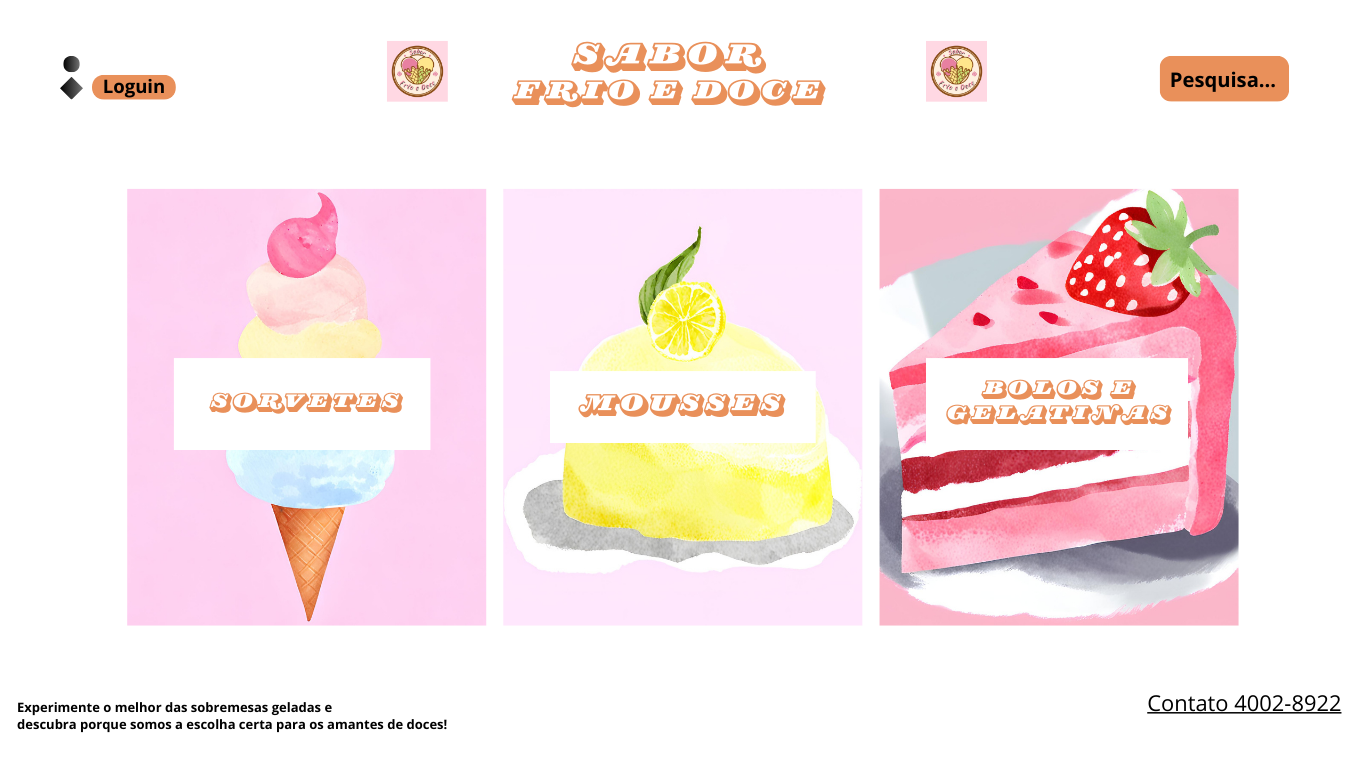 Loguin
Sabor
Frio e Doce
SABOR
FRIO E DOCE
Sabor
Frio e Doce
Pesquisa...
SORVETES
MOUSSES
BOLOS E
GELATINAS
Experimente o melhor das sobremesas geladas e
descubra porque somos a escolha certa para os amantes de doces!
Contato 4002-8922